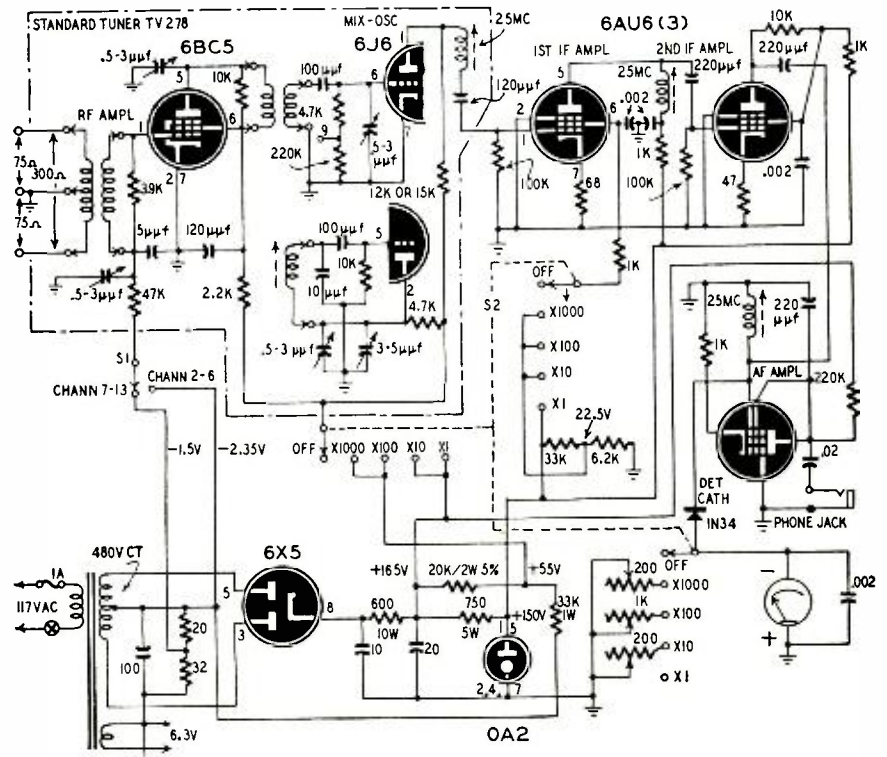 STANDARD TUNER TV 278
MIX-OSC
25MC
6AU6 (3)
10K
6BC5
6J6
1ST IF AMPL
2ND IF AMPL
220μμf
1K
.5-3μμf
5
10K
100μμf
6
1
120μμf
5
25MC
220μμf
RF AMPL
1
6
4.7K
9
2
1
6
.002
75Ω
300Ω
39K
2 7
220K
.5-3
μμf
100K
7
68
1K
100K
47
.002
75Ω
12K OR 15K
5μμf
120μμf
100μμf
5
10K
10
μμf
2
OFF
1K
.5-3μμf
47K
2.2K
4.7K
S2
X1000
25MC
220
μμf
.5-3 μμf
3-5μμf
X100
1K
S1
X10
AF AMPL
CHANN 7-13
CHANN 2-6
X1
220K
22.5V
-1.5V
-2.35V
OFF
X1000
X100
X10
X1
33K
6.2K
.02
DET
CATH
1N34
PHONE JACK
480V CT
6X5
OFF
+165V
20K/2W 5%
+55V
1A
5
8
200
X1000
-
.002
117VAC
600
10W
750
5W
+150V
33K
1W
1K
X100
20
3
1
5
200
X10
+
100
32
10
20
X1
2,4,
7
6.3V
OA2